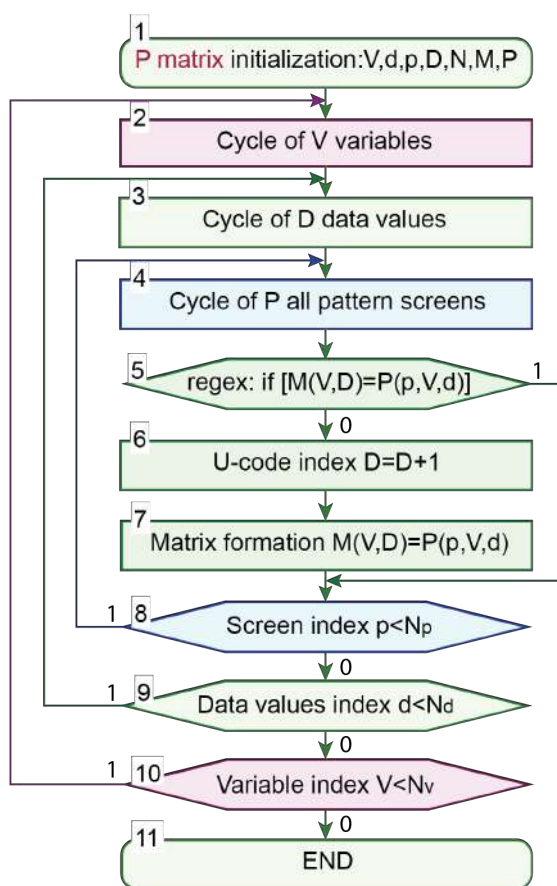 1
P matrix initialization:V,d,p,D,N,M,P
2
Cycle of V variables
3
Cycle of D data values
4
Cycle of P all pattern screens
5
regex: if [M(V,D)=P(p,V,d)]
1
0
6
U-code index D=D+1
7
Matrix formation M(V,D)=P(p,V,d)
1
8
Screen index p<Np
0
1
9
Data values index d<Nd
0
1
10
Variable index V<Nv
0
11
END